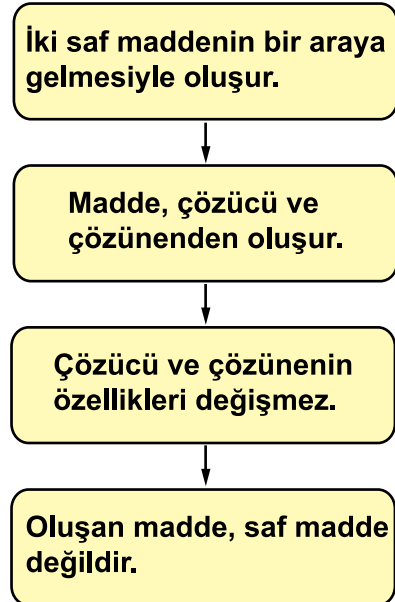 İki saf maddenin bir araya
gelmesiyle oluşur.
Madde, çözücü ve
çözünenden oluşur.
Çözücü ve çözünenin
özellikleri değişmez.
Oluşan madde, saf madde
değildir.